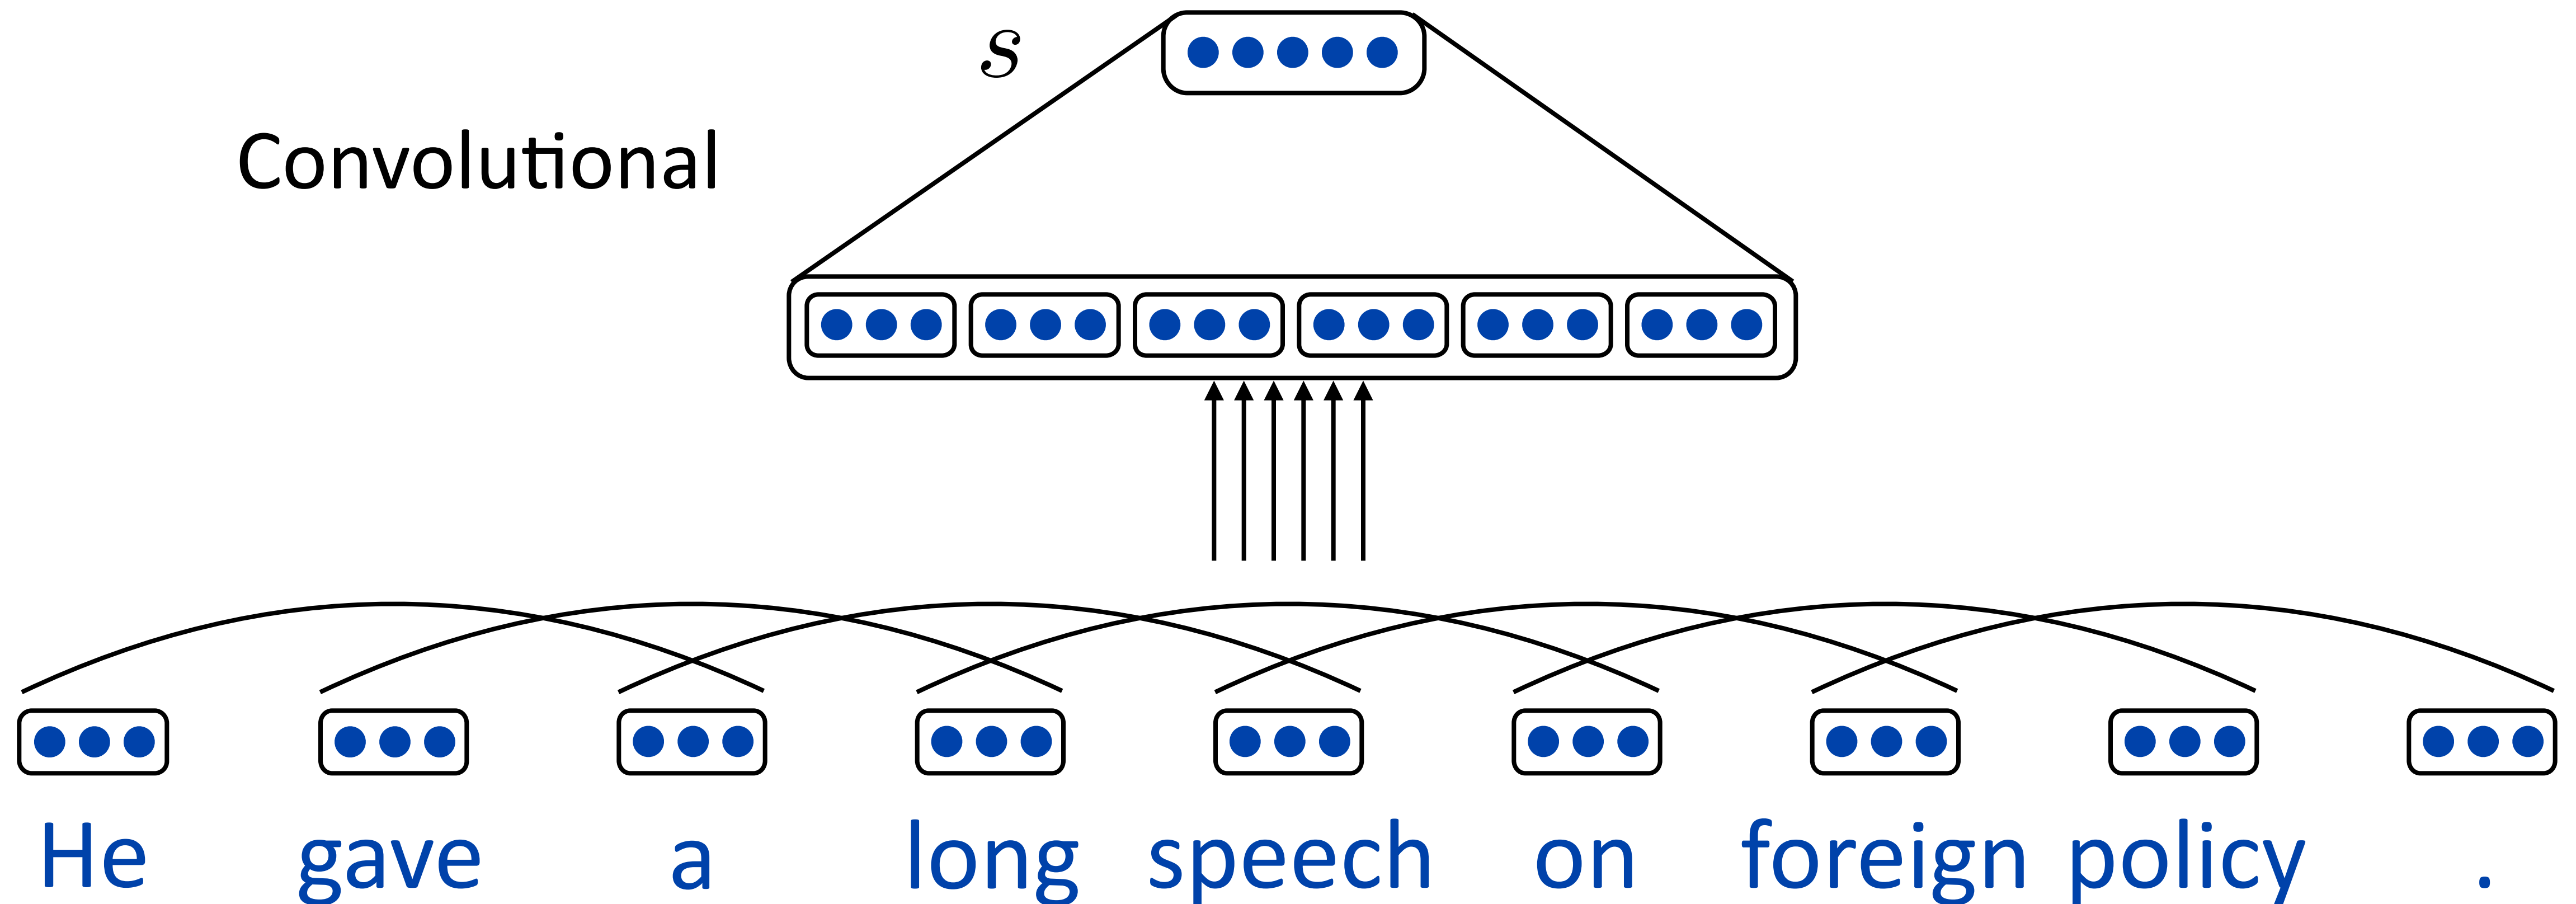 s
Convolutional
He gave a long speech on foreign policy .